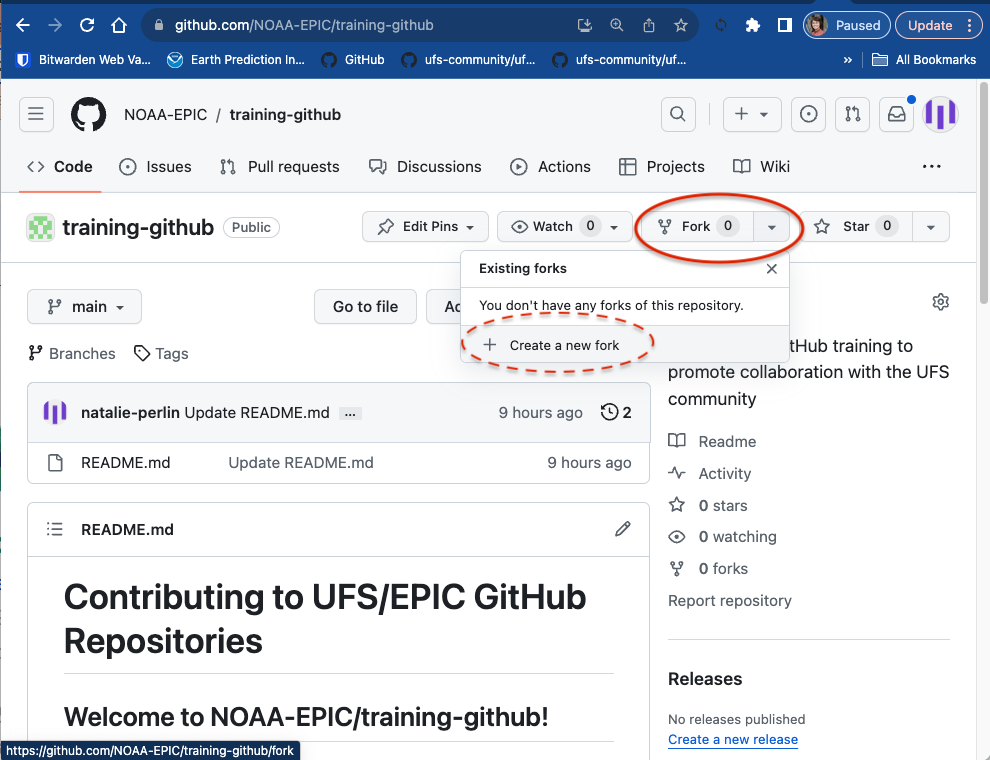 github.com/NOAA-EPIC/training-github
Paused
Update
Bitwarden Web Va...
Earth Prediction In...
GitHub
ufs-community/uf...
ufs-community/uf...
»
All Bookmarks
NOAA-EPIC / training-github
Code
Issues
Pull requests
Discussions
Actions
Projects
Wiki
training-github
Public
Edit Pins
Watch 0
Fork 0
Star 0
Existing forks
You don't have any forks of this repository.
Create a new fork
main
Go to file
Branches
Tags
tHub training to
promote collaboration with the UFS
community
natalie-perlin Update README.md ...
9 hours ago
2
README.md
Update README.md
9 hours ago
Readme
Activity
0 stars
0 watching
0 forks
Report repository
README.md
Contributing to UFS/EPIC GitHub
Repositories
Welcome to NOAA-EPIC/training-github!
Releases
No releases published
Create a new release
https://github.com/NOAA-EPIC/training-github/fork